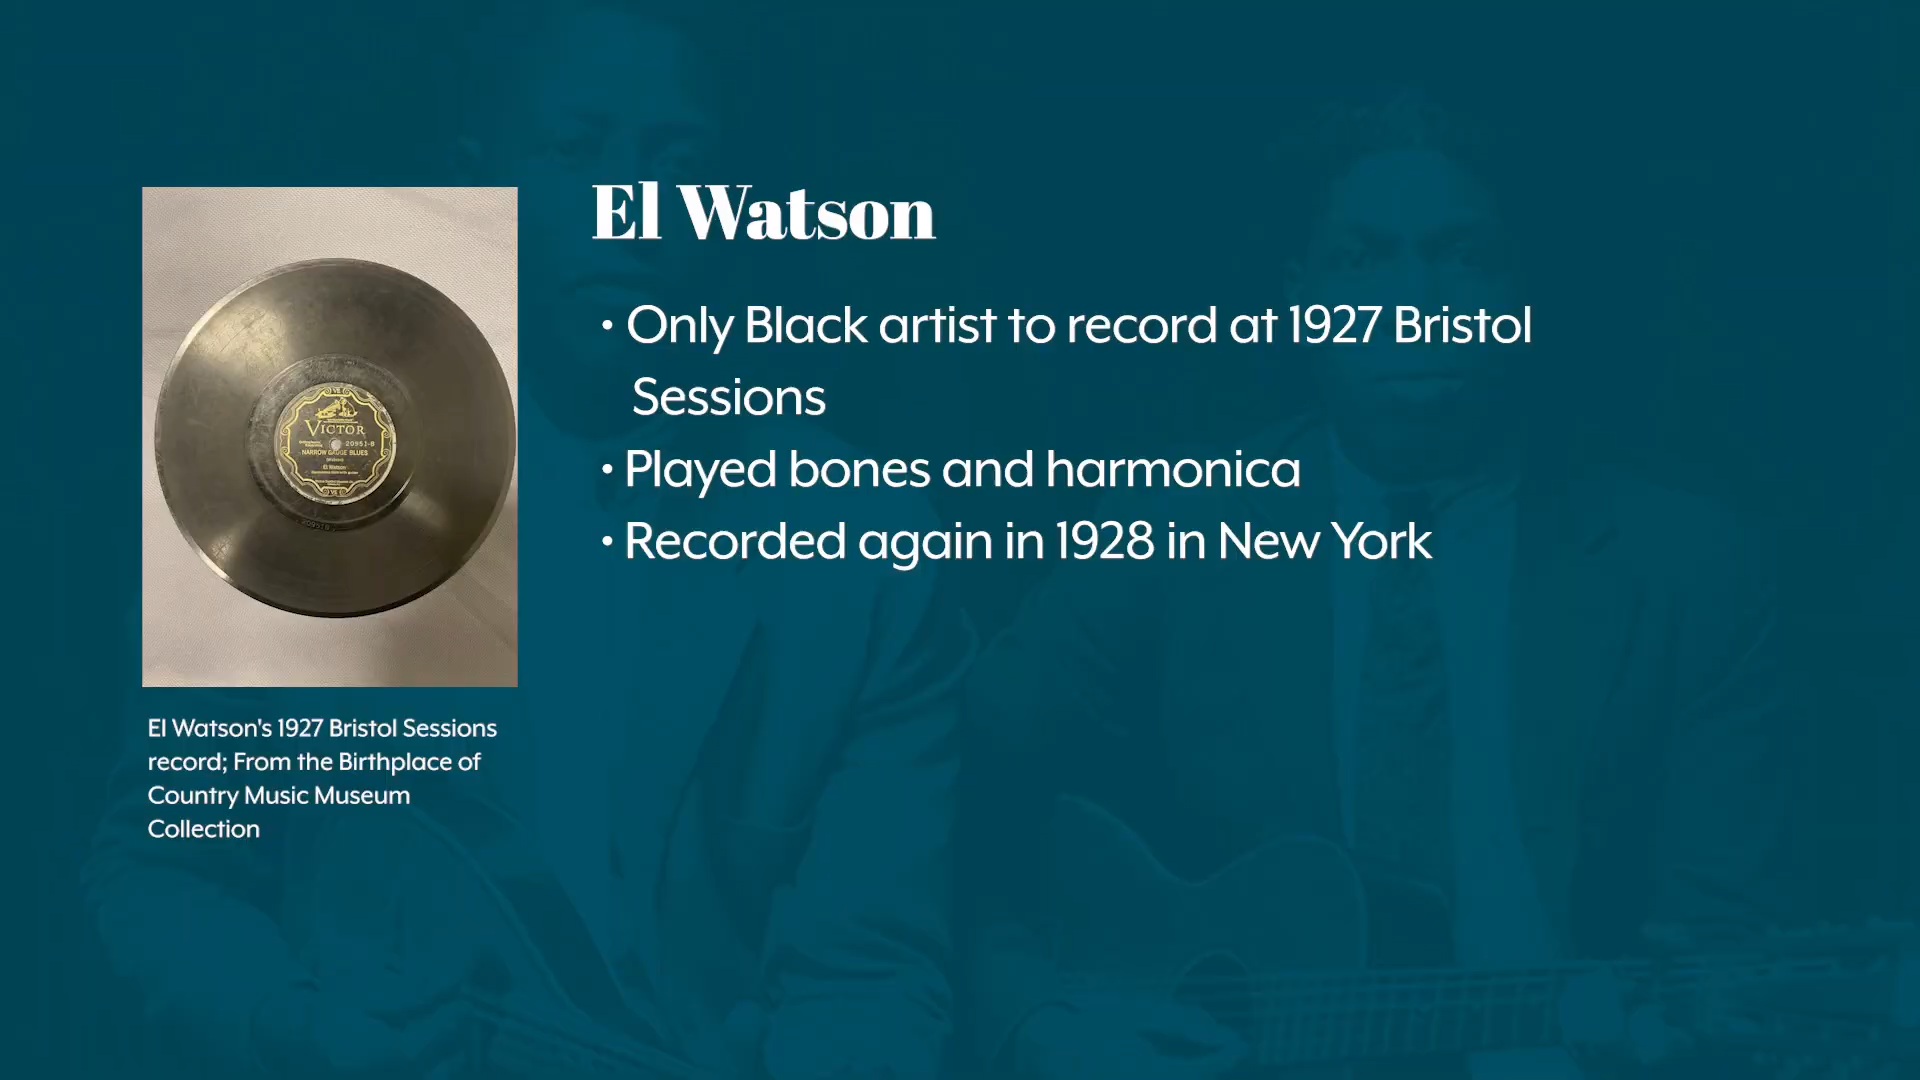 El Watson
• Only Black artist to record at 1927 Bristol
Sessions
• Played bones and harmonica
• Recorded again in 1928 in New York
VICTOR
20951-B
NARROW GAUGE BLUES
El Watson
El Watson's 1927 Bristol Sessions
record; From the Birthplace of
Country Music Museum
Collection